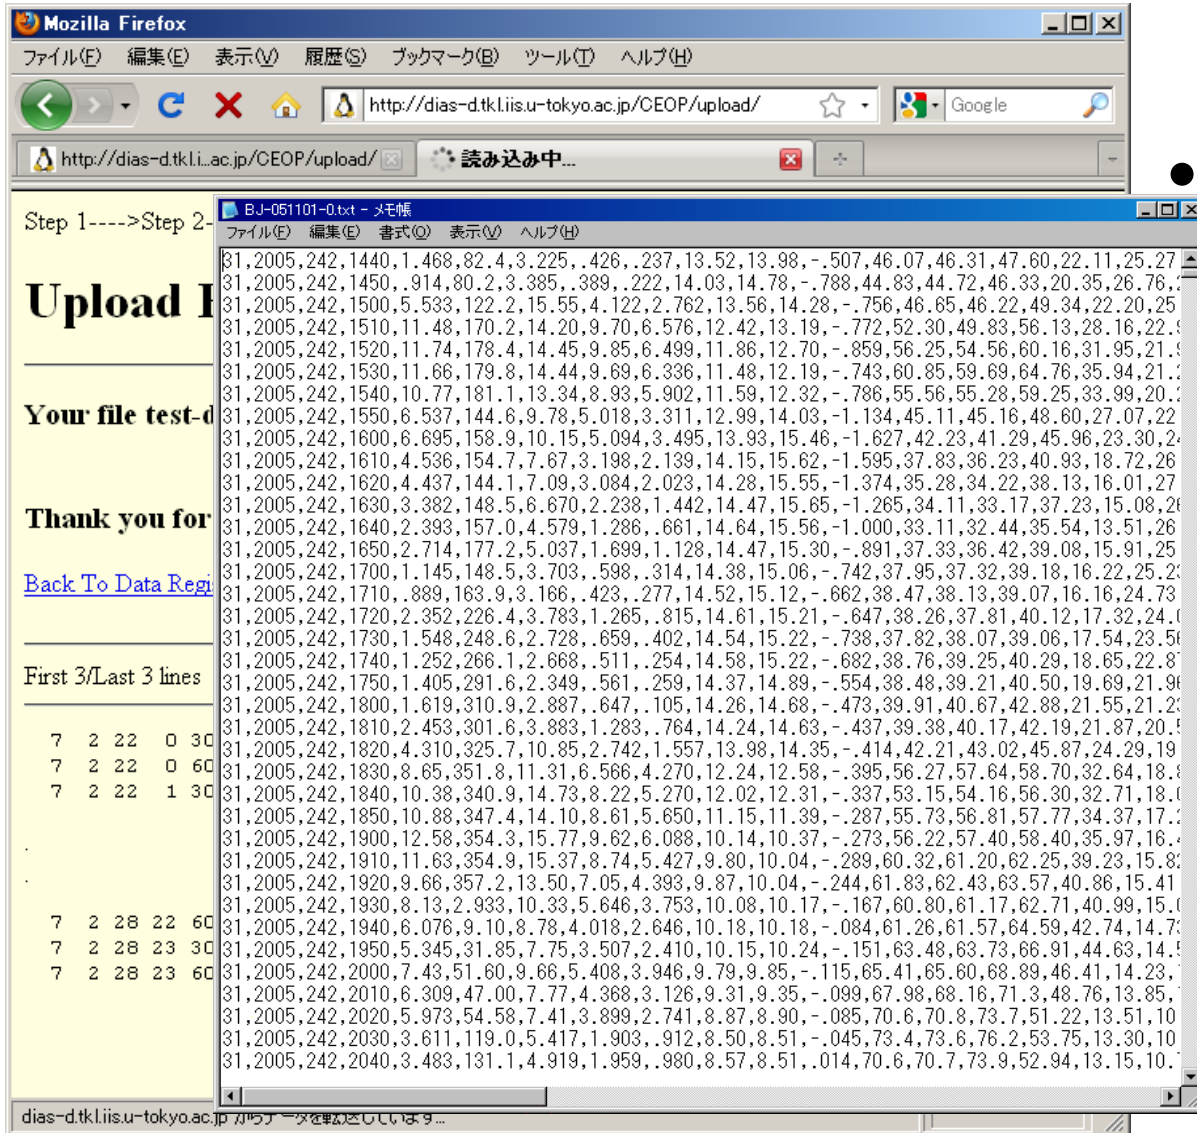 Mozilla Firefox
ファイル(F) 編集(E) 表示(V) 履歴(S) ブックマーク(B) ツール(T) ヘルプ(H)
http://dias-d.tkl.iis.u-tokyo.ac.jp/CEOP/upload/ Google
http://dias-d.tkl.i...ac.jp/CEOP/upload/ 読み込み中...
Step 1---->Step 2-
Upload
Your file test-d
Thank you for
Back To Data Regi
First 3/Last 3 lines
7 2 22 0 30
7 2 22 0 60
7 2 22 1 30
.
.
7 2 28 22 60
7 2 28 23 30
7 2 28 23 60
dias-d.tkl.iis.u-tokyo.ac.jp からデータを転送しています...
BJ-051101-0.txt - メモ帳
ファイル(F) 編集(E) 書式(O) 表示(V) ヘルプ(H)
31,2005,242,1440,1.468,82.4,3.225,.426,.237,13.52,13.98,-.507,46.07,46.31,47.60,22.11,25.27
31,2005,242,1450,.914,80.2,3.385,.389,.222,14.03,14.78,-.788,44.83,44.72,46.33,20.35,26.76,
31,2005,242,1500,5.533,122.2,15.55,4.122,2.762,13.56,14.28,-.756,46.65,46.22,49.34,22.20,25
31,2005,242,1510,11.48,170.2,14.20,9.70,6.576,12.42,13.19,-.772,52.30,49.83,56.13,28.16,22.
31,2005,242,1520,11.74,178.4,14.45,9.85,6.499,11.86,12.70,-.859,56.25,54.56,60.16,31.95,21.
31,2005,242,1530,11.66,179.8,14.44,9.69,6.336,11.48,12.19,-.743,60.85,59.69,64.76,35.94,21.
31,2005,242,1540,10.77,181.1,13.34,8.93,5.902,11.59,12.32,-.786,55.56,55.28,59.25,33.99,20.
31,2005,242,1550,6.537,144.6,9.78,5.018,3.311,12.99,14.03,-1.134,45.11,45.16,48.60,27.07,22
31,2005,242,1600,6.695,158.9,10.15,5.094,3.495,13.93,15.46,-1.627,42.23,41.29,45.96,23.30,24
31,2005,242,1610,4.536,154.7,7.67,3.198,2.139,14.15,15.62,-1.595,37.83,36.23,40.93,18.72,26
31,2005,242,1620,4.437,144.1,7.09,3.084,2.023,14.28,15.55,-1.374,35.28,34.22,38.13,16.01,27
31,2005,242,1630,3.382,148.5,6.670,2.238,1.442,14.47,15.65,-1.265,34.11,33.17,37.23,15.08,26
31,2005,242,1640,2.393,157.0,4.579,1.286,.661,14.64,15.56,-1.000,33.11,32.44,35.54,13.51,26
31,2005,242,1650,2.714,177.2,5.037,1.699,1.128,14.47,15.30,-.891,37.33,36.42,39.08,15.91,25
31,2005,242,1700,1.145,148.5,3.703,.598,.314,14.38,15.06,-.742,37.95,37.32,39.18,16.22,25.2
31,2005,242,1710,.889,163.9,3.166,.423,.277,14.52,15.12,-.662,38.47,38.13,39.07,16.16,24.73
31,2005,242,1720,2.352,226.4,3.783,1.265,.815,14.61,15.21,-.647,38.26,37.81,40.12,17.32,24.
31,2005,242,1730,1.548,248.6,2.728,.659,.402,14.54,15.22,-.738,37.82,38.07,39.06,17.54,23.56
31,2005,242,1740,1.252,266.1,2.668,.511,.254,14.58,15.22,-.682,38.76,39.25,40.29,18.65,22.87
31,2005,242,1750,1.405,291.6,2.349,.561,.259,14.37,14.89,-.554,38.48,39.21,40.50,19.69,21.96
31,2005,242,1800,1.619,310.9,2.887,.647,.105,14.26,14.68,-.473,39.91,40.67,42.88,21.55,21.2
31,2005,242,1810,2.453,301.6,3.883,1.283,.764,14.24,14.63,-.437,39.38,40.17,42.19,21.87,20.
31,2005,242,1820,4.310,325.7,10.85,2.742,1.557,13.98,14.35,-.414,42.21,43.02,45.87,24.29,19
31,2005,242,1830,8.65,351.8,11.31,6.566,4.270,12.24,12.58,-.395,56.27,57.64,58.70,32.64,18.
31,2005,242,1840,10.38,340.9,14.73,8.22,5.270,12.02,12.31,-.337,53.15,54.16,56.30,32.71,18.
31,2005,242,1850,10.88,347.4,14.10,8.61,5.650,11.15,11.39,-.287,55.73,56.81,57.77,34.37,17.
31,2005,242,1900,12.58,354.3,15.77,9.62,6.088,10.14,10.37,-.273,56.22,57.40,58.40,35.97,16.
31,2005,242,1910,11.63,354.9,15.37,8.74,5.427,9.80,10.04,-.289,60.32,61.20,62.25,39.23,15.82
31,2005,242,1920,9.66,357.2,13.50,7.05,4.393,9.87,10.04,-.244,61.83,62.43,63.57,40.86,15.41
31,2005,242,1930,8.13,2.933,10.33,5.646,3.753,10.08,10.17,-.167,60.80,61.17,62.71,40.99,15.
31,2005,242,1940,6.076,9.10,8.78,4.018,2.646,10.18,10.18,-.084,61.26,61.57,64.59,42.74,14.7
31,2005,242,1950,5.345,31.85,7.75,3.507,2.410,10.15,10.24,-.151,63.48,63.73,66.91,44.63,14.
31,2005,242,2000,7.43,51.60,9.66,5.408,3.946,9.79,9.85,-.115,65.41,65.60,68.89,46.41,14.23,
31,2005,242,2010,6.309,47.00,7.77,4.368,3.126,9.31,9.35,-.099,67.98,68.16,71.3,48.76,13.85,
31,2005,242,2020,5.973,54.58,7.41,3.899,2.741,8.87,8.90,-.085,70.6,70.8,73.7,51.22,13.51,10
31,2005,242,2030,3.611,119.0,5.417,1.903,.912,8.50,8.51,-.045,73.4,73.6,76.2,53.75,13.30,10
31,2005,242,2040,3.483,131.1,4.919,1.959,.980,8.57,8.51,.014,70.6,70.7,73.9,52.94,13.15,10.